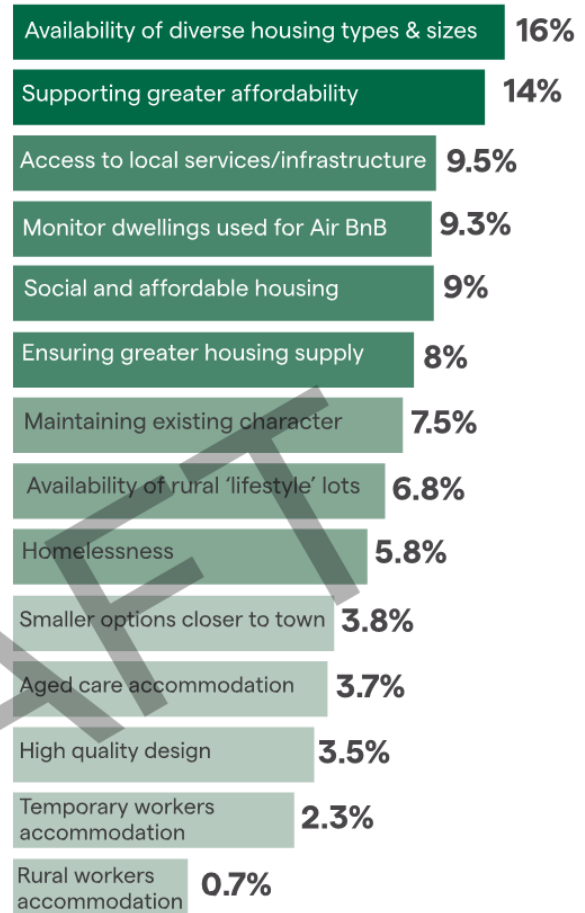 Availability of diverse housing types & sizes 16%
Supporting greater affordability 14%
Access to local services/infrastructure 9.5%
Monitor dwellings used for Air BnB 9.3%
Social and affordable housing 9%
Ensuring greater housing supply 8%
Maintaining existing character 7.5%
Availability of rural ‘lifestyle’ lots 6.8%
Homelessness 5.8%
Smaller options closer to town 3.8%
Aged care accommodation 3.7%
High quality design 3.5%
Temporary workers
accommodation 2.3%
Rural workers
accommodation 0.7%
AFT